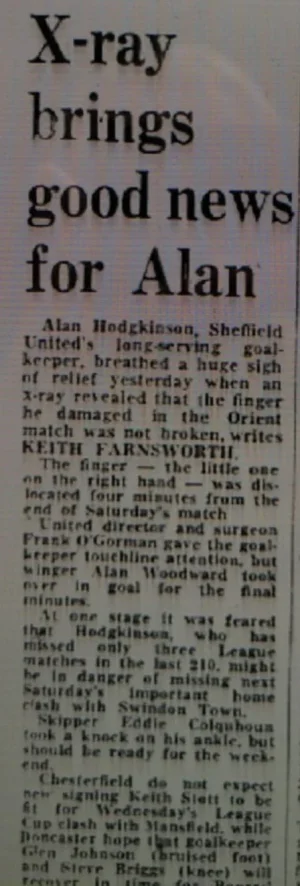 X-ray
brings
good news
for Alan
Alan Hodgkinson, Sheffield
United's long-serving goal-
keeper, breathed a huge sigh
of relief yesterday when an
X-ray revealed that the finger
he damaged in the Orient
match was not broken, writes
KEITH FARNSWORTH.
The finger — the little one
on the right hand — was dis-
located four minutes from the
end of Saturday's match
United director and surgeon
Frank O'Gorman gave the goal-
keeper touchline attention, but
winger Alan Woodward took
over in goal for the final
minutes.
At one stage it was feared
that Hodgkinson, who has
missed only three League
matches in the last 210, might
be in danger of missing next
Saturday's important home
clash with Swindon Town.
Skipper Eddie Colquhoun
took a knock on his ankle, but
should be ready for the week-
end.
Chesterfield do not expect
new signing Keith Stott to be
fit for Wednesday's League
Cup clash with Mansfield, while
Doncaster hope that goalkeeper
Glen Johnson (bruised foot)
and Steve Briggs (knee) will
recover in time for